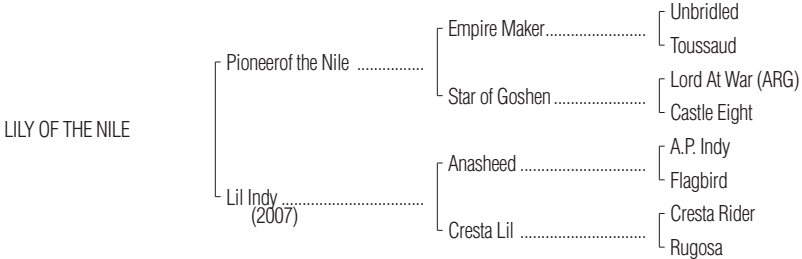 Unbridled
Empire Maker........................
Toussaud
Pioneerof the Nile ................
Lord At War (ARG)
Star of Goshen......................
Castle Eight
LILY OF THE NILE
A.P. Indy
Anasheed ..............................
Flagbird
Lil Indy ..................................
(2007)
Cresta Rider
Cresta Lil ..............................
Rugosa